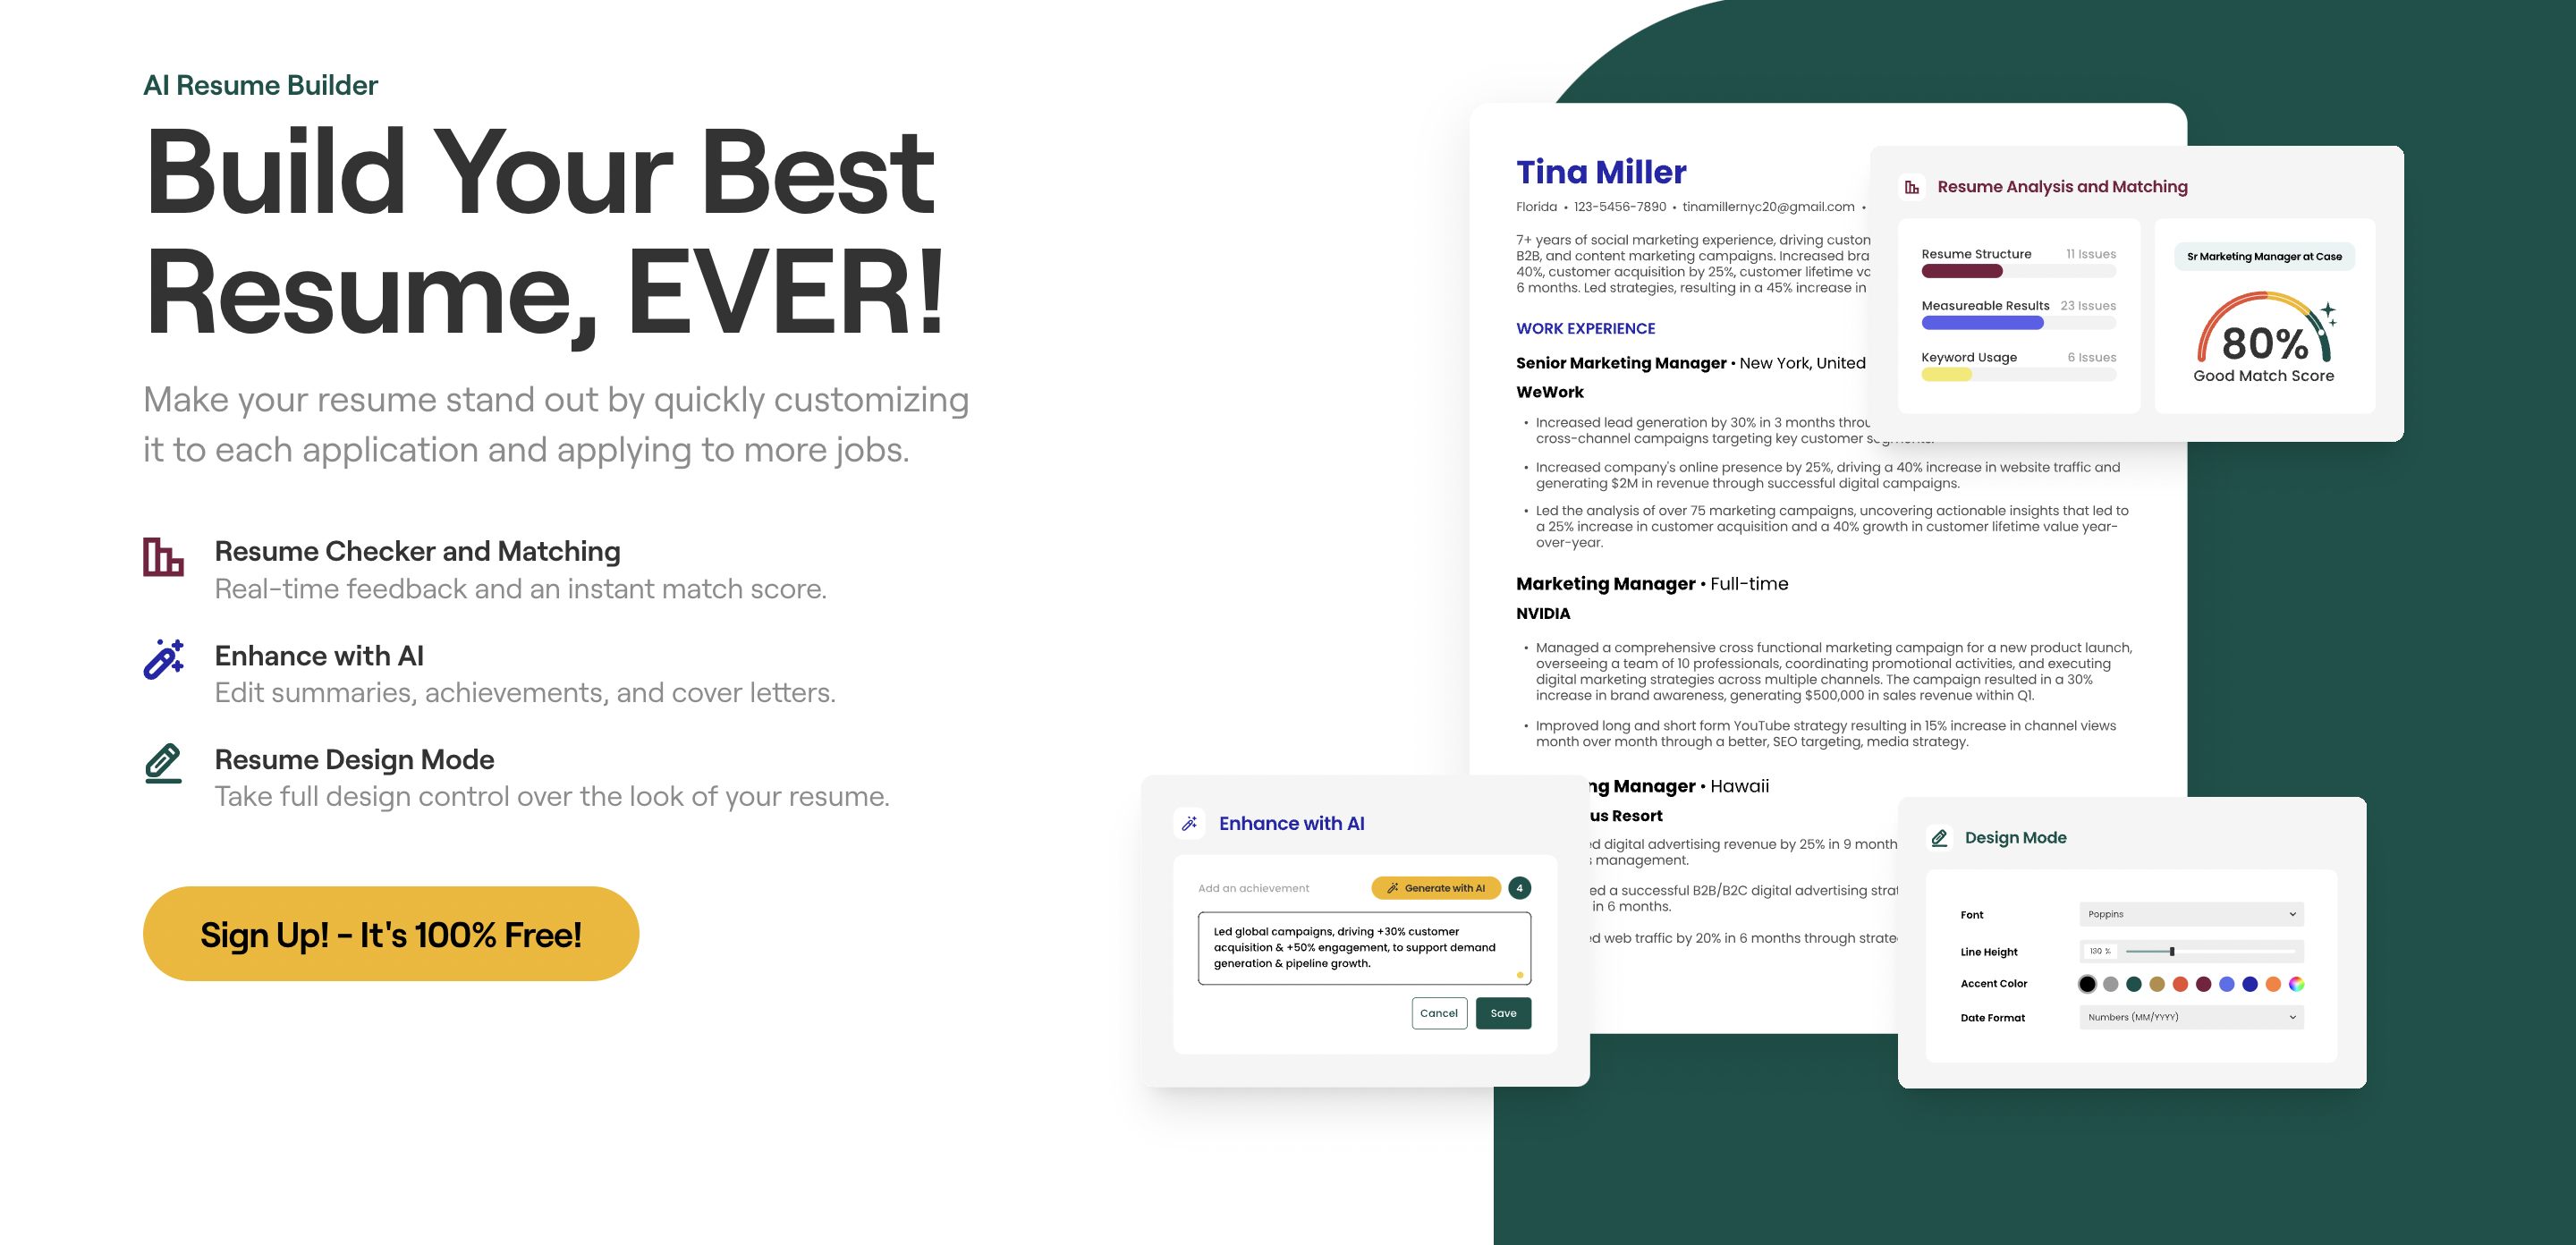 AI Resume Builder
Build Your Best
Resume, EVER!
Make your resume stand out by quickly customizing
it to each application and applying to more jobs.
Resume Checker and Matching
Real-time feedback and an instant match score.
Enhance with AI
Edit summaries, achievements, and cover letters.
Resume Design Mode
Take full design control over the look of your resume.
Sign Up! - It's 100% Free!
Tina Miller
Florida • 123-5456-7890 • tinamillernyc20@gmail.com •
7+ years of social marketing experience, driving
B2B, and content marketing campaigns. Increased
40%, customer acquisition by 25%, customer lifetime
6 months. Led strategies, resulting in a 45% increase in
WORK EXPERIENCE
Senior Marketing Manager • New York, United
WeWork
• Increased lead generation by 30% in 3 months
cross-channel campaigns targeting key customer segments.
• Increased company's online presence by 25%, driving a 40% increase in website traffic and
generating $2M in revenue through successful digital campaigns.
• Led the analysis of over 75 marketing campaigns, uncovering actionable insights that led to
a 25% increase in customer acquisition and a 40% growth in customer lifetime value year-
over-year.
Marketing Manager • Full-time
NVIDIA
• Managed a comprehensive cross functional marketing campaign for a new product launch,
overseeing a team of 10 professionals, coordinating promotional activities, and executing
digital marketing strategies across multiple channels. The campaign resulted in a 30%
increase in brand awareness, generating $500,000 in sales revenue within Q1.
• Improved long and short form YouTube strategy resulting in 15% increase in channel views
month over month through a better, SEO targeting, media strategy.
ng Manager • Hawaii
us Resort
ed digital advertising revenue by 25% in 9 month
s management.
ed a successful B2B/B2C digital advertising strat
in 6 months.
ed web traffic by 20% in 6 months through strate
Resume Analysis and Matching
Resume Structure 11 Issues
Measureable Results 23 Issues
Keyword Usage 6 Issues
Sr Marketing Manager at Case
80%
Good Match Score
Enhance with AI
Add an achievement
Generate with AI
4
Led global campaigns, driving +30% customer
acquisition & +50% engagement, to support demand
generation & pipeline growth.
Cancel
Save
Design Mode
Font Poppins
Line Height 130 %
Accent Color
Date Format Numbers (MM/YYYY)